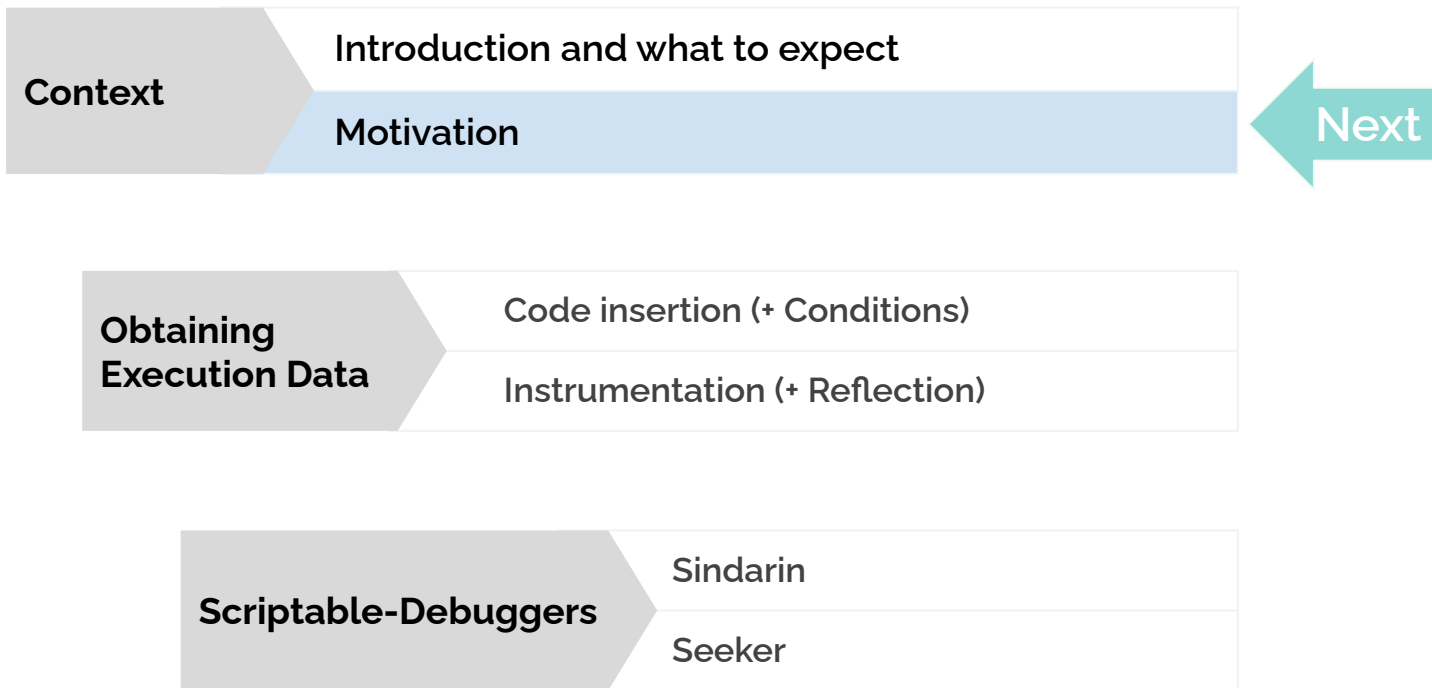 Context
Introduction and what to expect
Motivation
Next
Obtaining
Execution Data
Code insertion (+ Conditions)
Instrumentation (+ Reflection)
Scriptable-Debuggers
Sindarin
Seeker